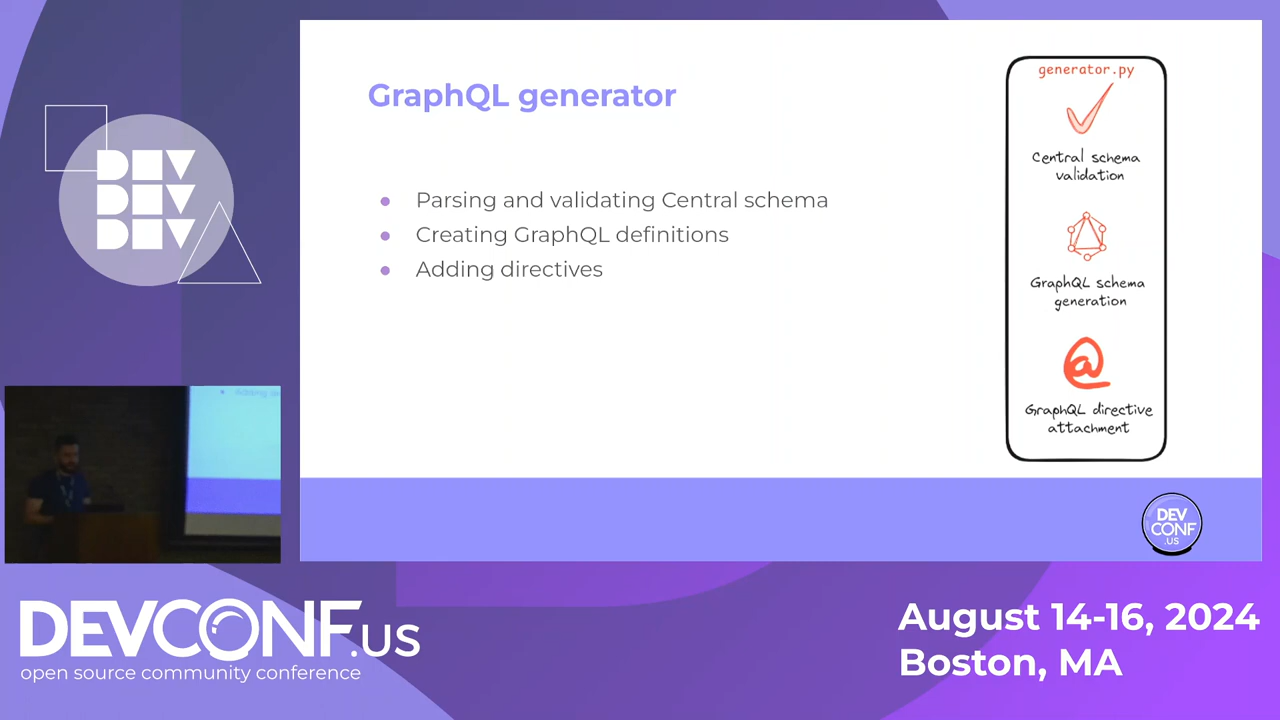 DEV
DEV
DEV
GraphQL generator
● Parsing and validating Central schema
● Creating GraphQL definitions
● Adding directives
generator.py
Central schema
validation
GraphQL schema
generation
@
GraphQL directive
attachment
DEV
CONF
.US
DEVCONF.US
open source community conference
August 14-16, 2024
Boston, MA